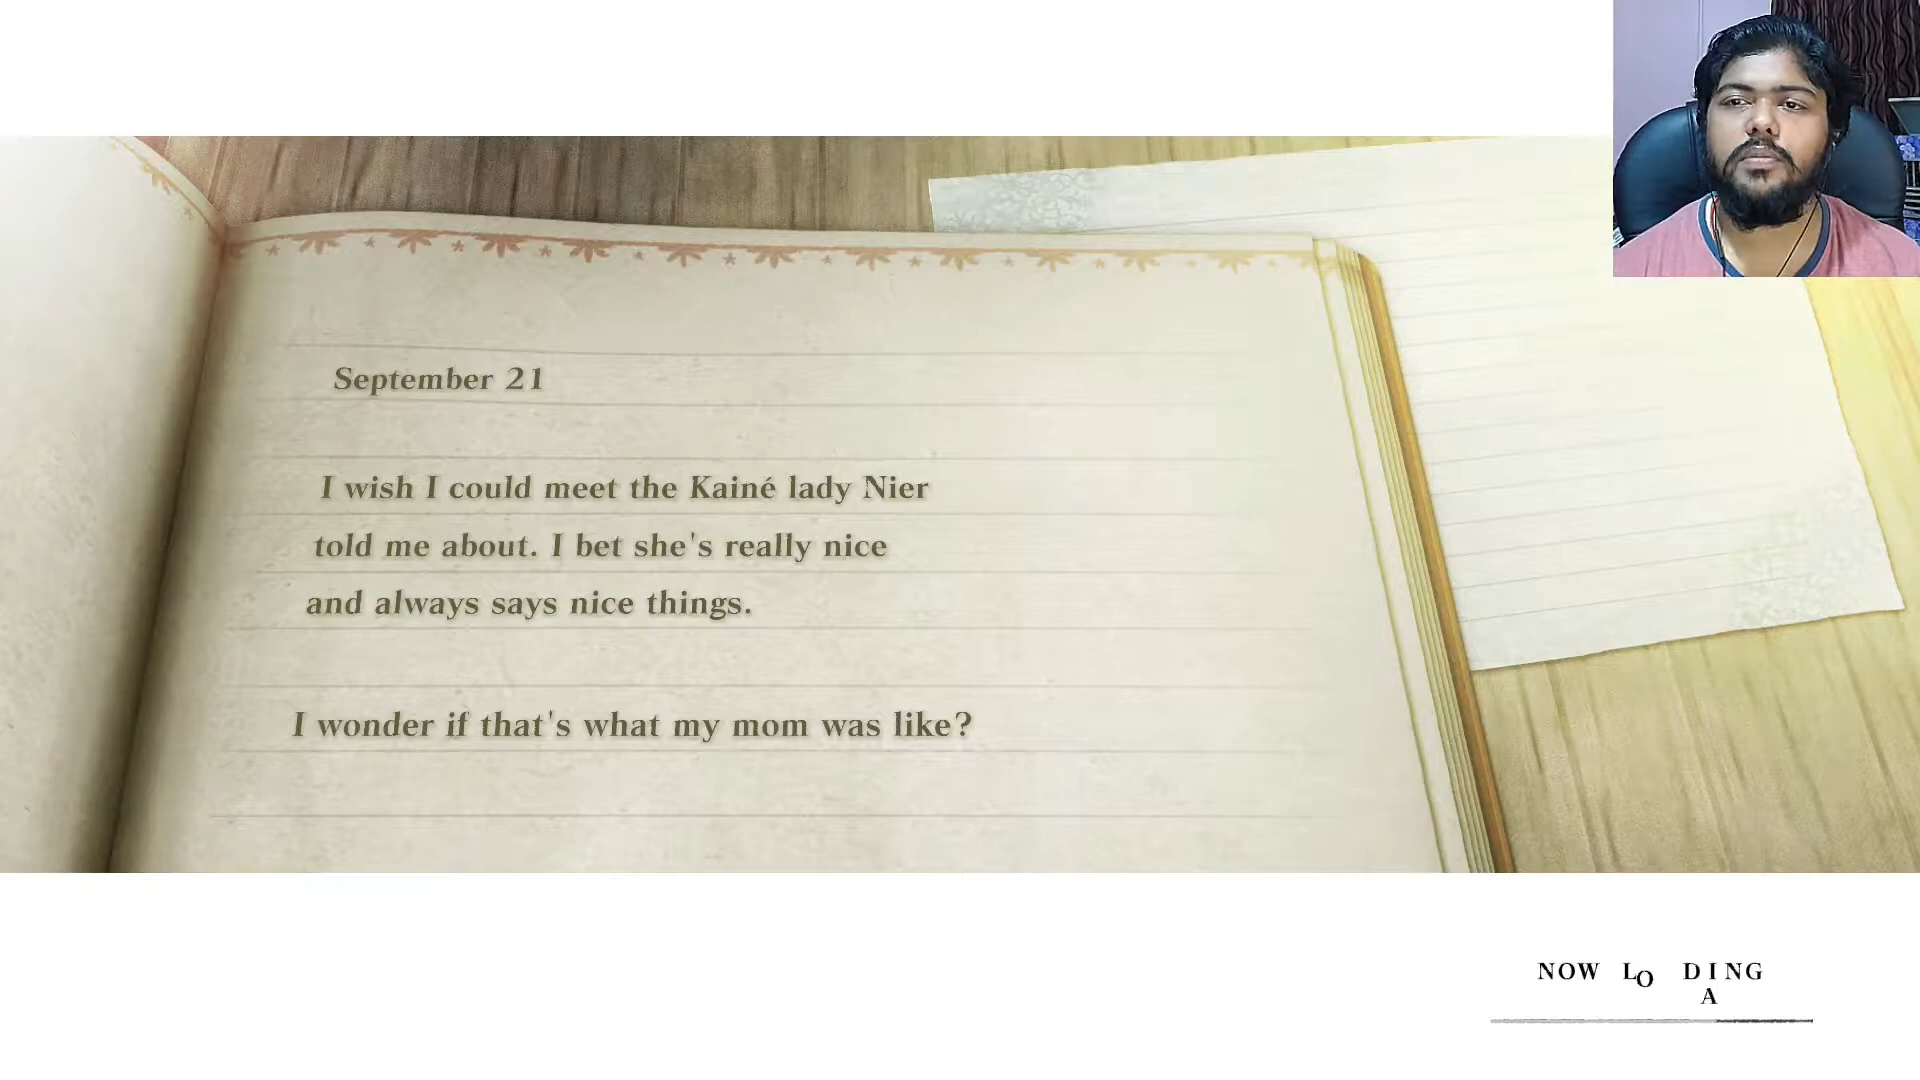 September 21
I wish I could meet the Kainé lady Nier
told me about. I bet she's really nice
and always says nice things.
I wonder if that's what my mom was like?
NOW LOADING